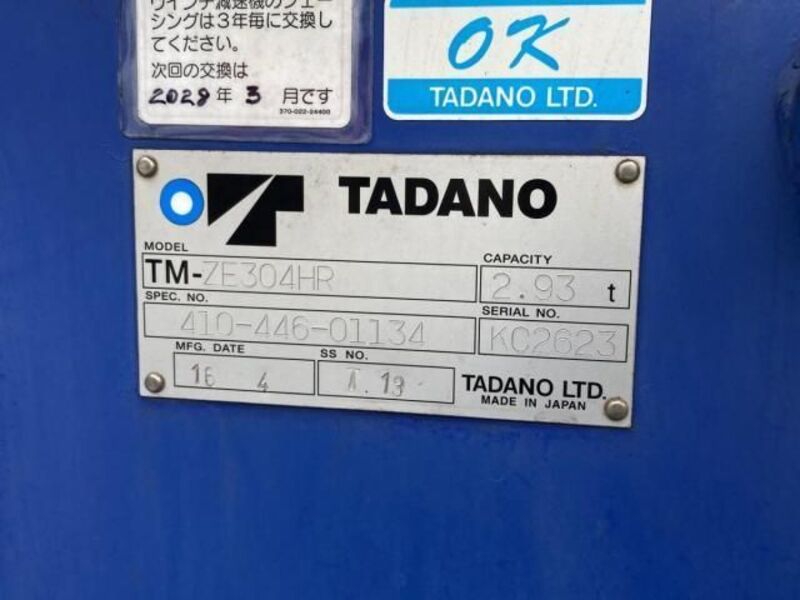 ウインチ減速機のフェー
シングは3年毎に交換し
てください。
次回の交換は
2029年 3 月です
370-022-24400
OK
TADANO LTD.
TADANO
MODEL
TM-ZE304HR
CAPACITY
2.93 t
SPEC. NO.
410-446-01134
SERIAL NO.
KC2623
MFG. DATE
16 4
SS NO.
TADANO LTD.
MADE IN JAPAN